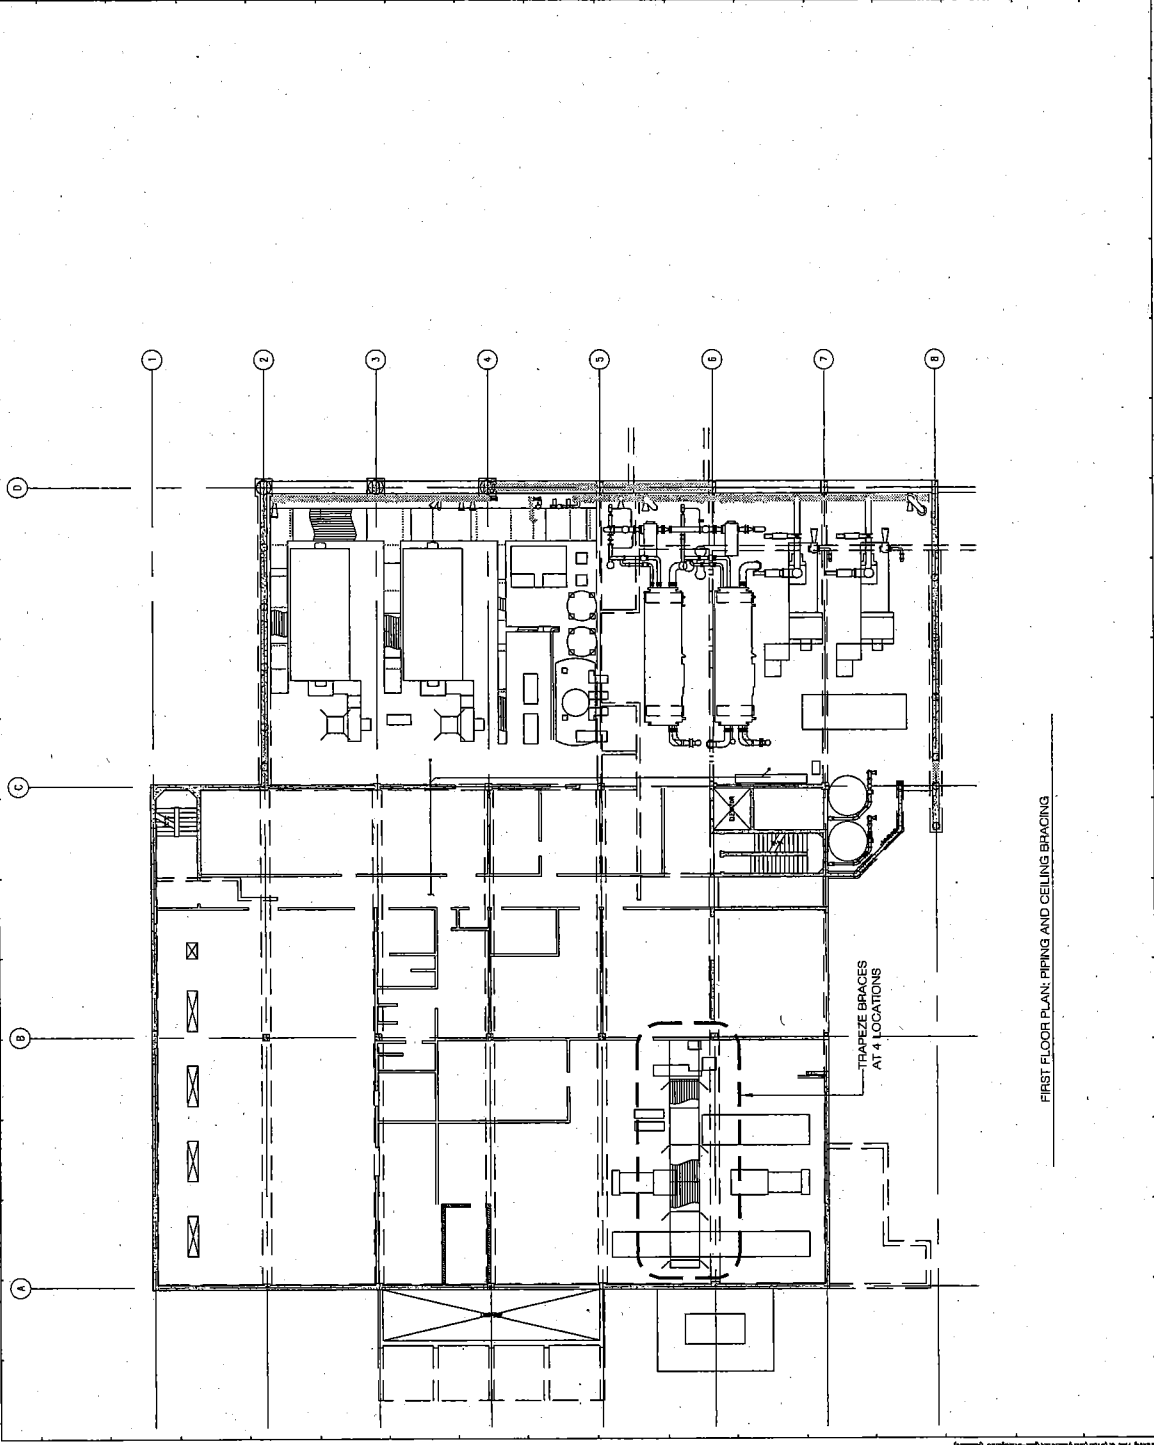 1
2
3
4
5
6
7
8
D
C
B
A
ELEVATOR
TRAPEZE BRACES
AT 4 LOCATIONS
FIRST FLOOR PLAN: PIPING AND CEILING BRACING